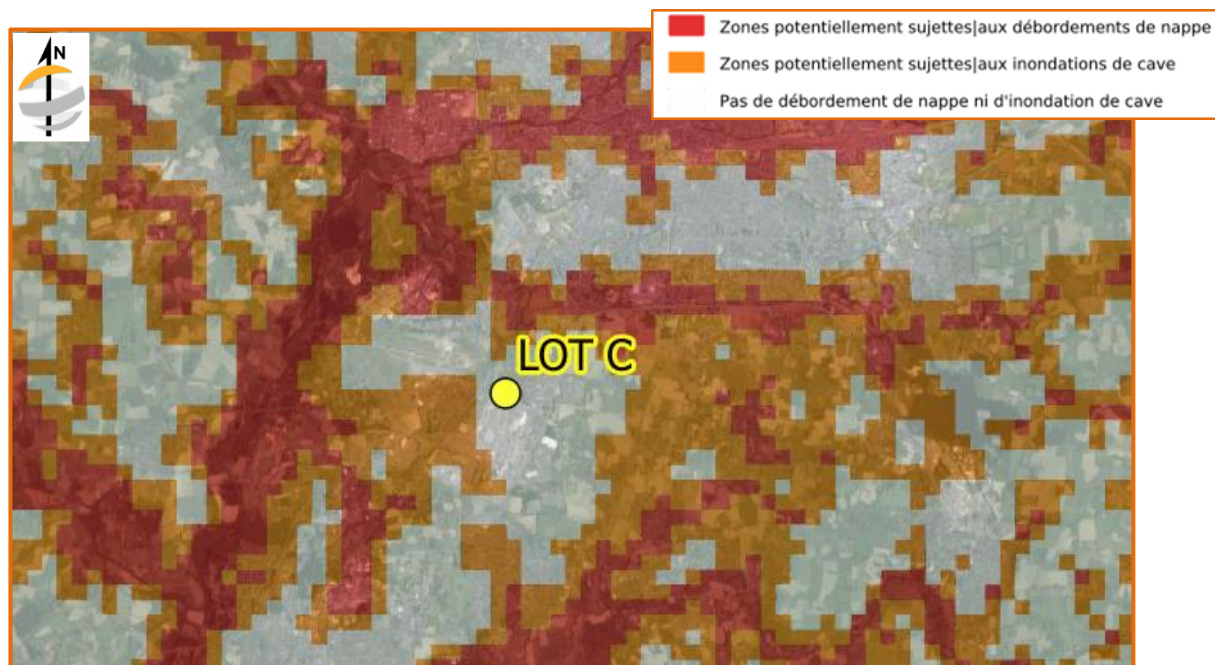 N
Zones potentiellement sujettes|aux débordements de nappe
Zones potentiellement sujettes|aux inondations de cave
Pas de débordement de nappe ni d'inondation de cave
LOT C